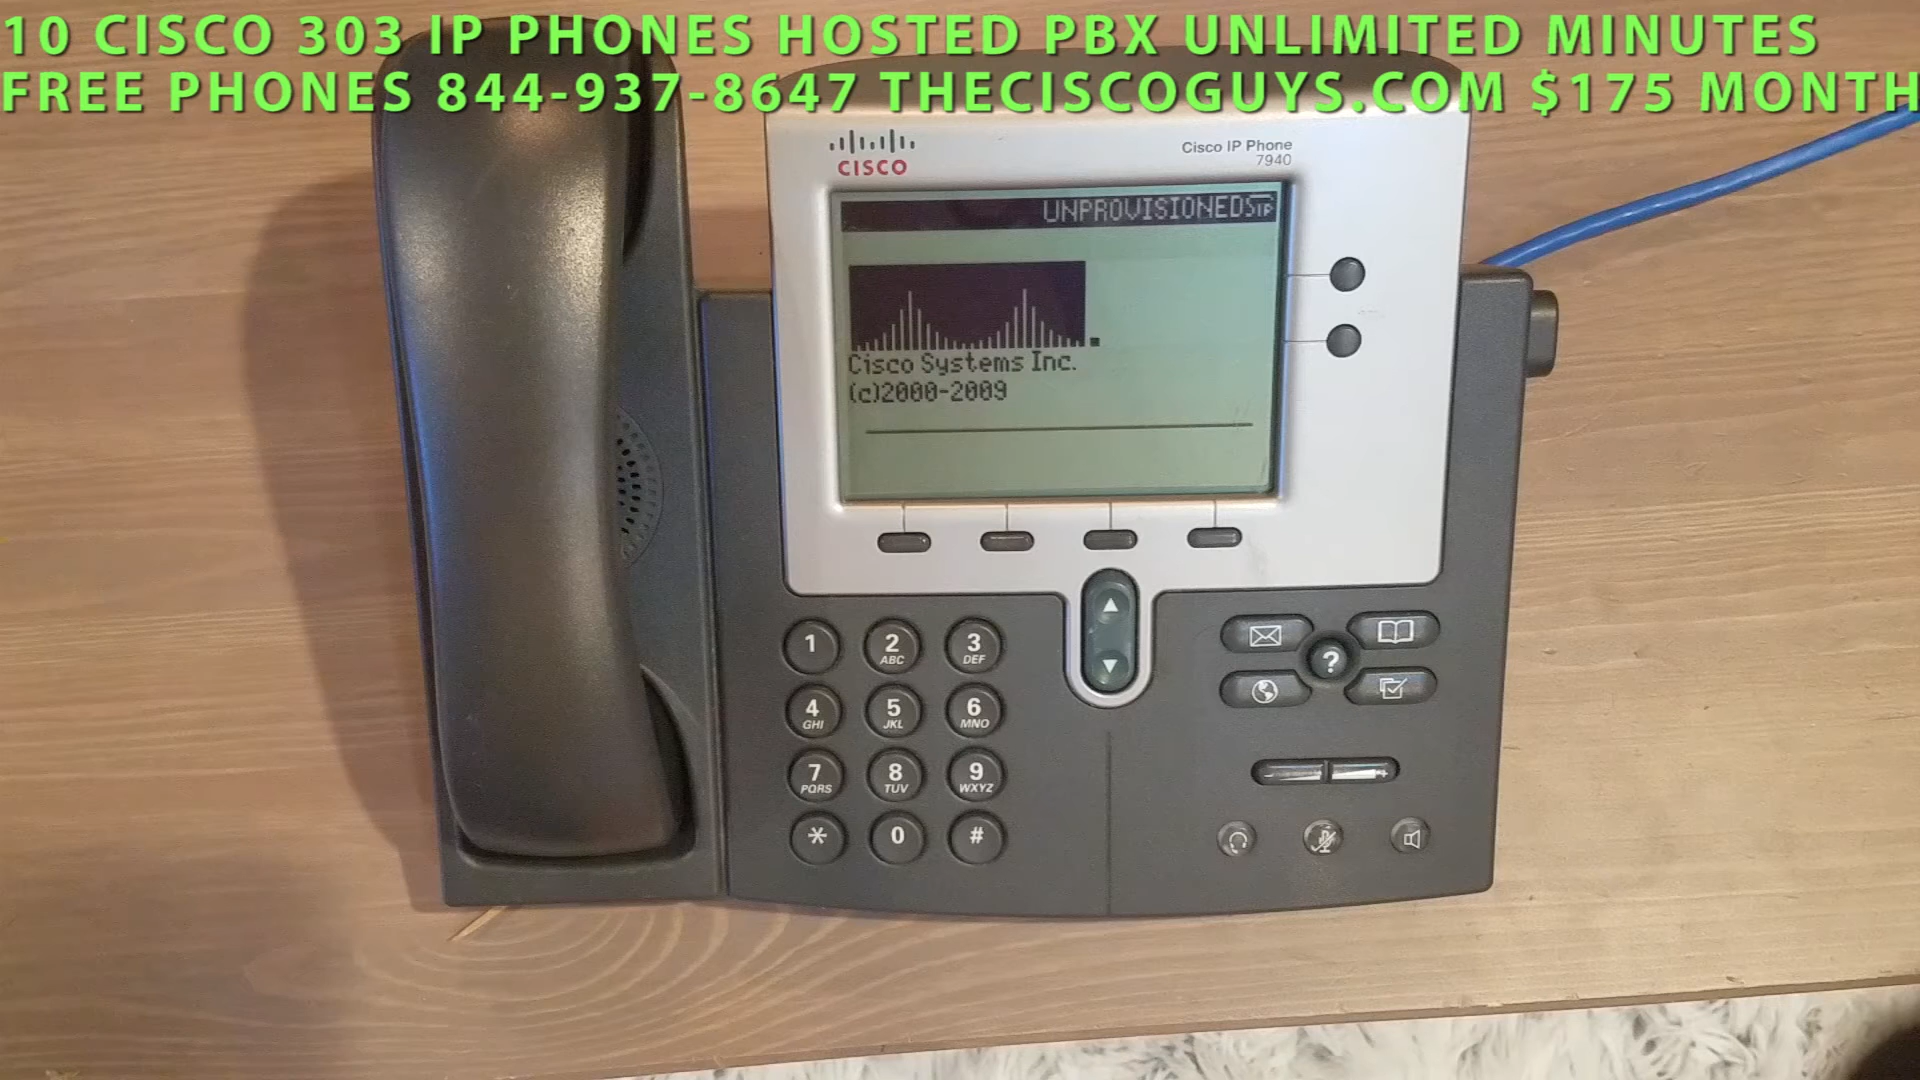 10 CISCO 303 IP PHONES HOSTED PBX UNLIMITED MINUTES
FREE PHONES 844-937-8647 THECISCOGUYS.COM $175 MONTH
CISCO
Cisco IP Phone
7940
UNPROVISIONEDSIP
Cisco Systems Inc.
(c)2000-2009
1
2
ABC
3
DEF
4
GHI
5
JKL
6
MNO
7
PQRS
8
TUV
9
WXYZ
*
0
#
?